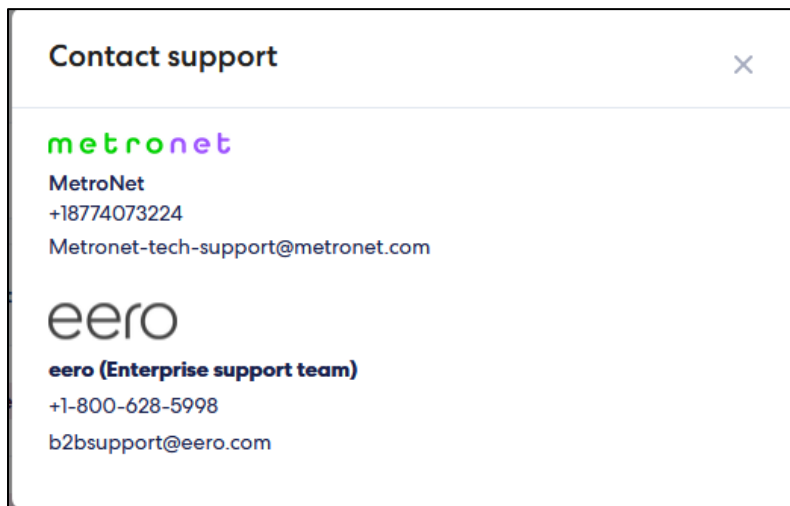 Contact support
metronet
MetroNet
+18774073224
Metronet-tech-support@metronet.com
eero
eero (Enterprise support team)
+1-800-628-5998
b2bsupport@eero.com